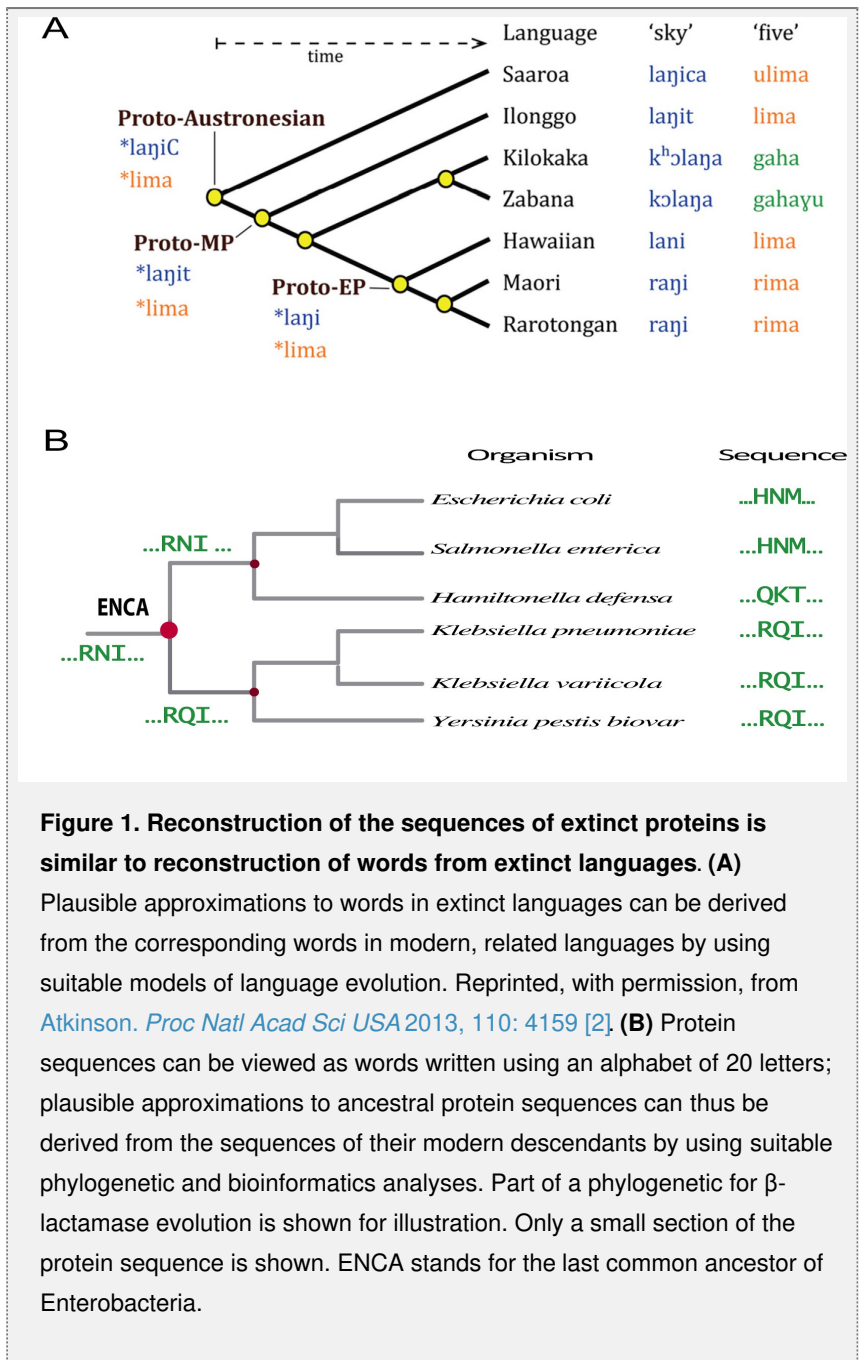 A
Language ‘sky’ ‘five’
time
Saaroa laŋica ulima
Proto-Austronesian
Ilonggo laŋit lima
*laŋiC
Kilokaka kʰɔlaŋa gaha
*lima
Zabana kɔlaŋa gahaɣu
Proto-MP
Hawaiian lani lima
*laŋit
Proto-EP
Maori raŋi rima
*lima
*laŋi
Rarotongan raŋi rima
*lima
B
Organism Sequence
Escherichia coli ...HNM...
...RNI ...
Salmonella enterica ...HNM...
ENCA
Hamiltonella defensa ...QKT...
Klebsiella pneumoniae ...RQI...
...RNI...
Klebsiella variicola ...RQI...
...RQI...
Yersinia pestis biovar ...RQI...
Figure 1. Reconstruction of the sequences of extinct proteins is
similar to reconstruction of words from extinct languages. (A)
Plausible approximations to words in extinct languages can be derived
from the corresponding words in modern, related languages by using
suitable models of language evolution. Reprinted, with permission, from
Atkinson. Proc Natl Acad Sci USA 2013, 110: 4159 [2]. (B) Protein
sequences can be viewed as words written using an alphabet of 20 letters;
plausible approximations to ancestral protein sequences can thus be
derived from the sequences of their modern descendants by using suitable
phylogenetic and bioinformatics analyses. Part of a phylogenetic for β-
lactamase evolution is shown for illustration. Only a small section of the
protein sequence is shown. ENCA stands for the last common ancestor of
Enterobacteria.